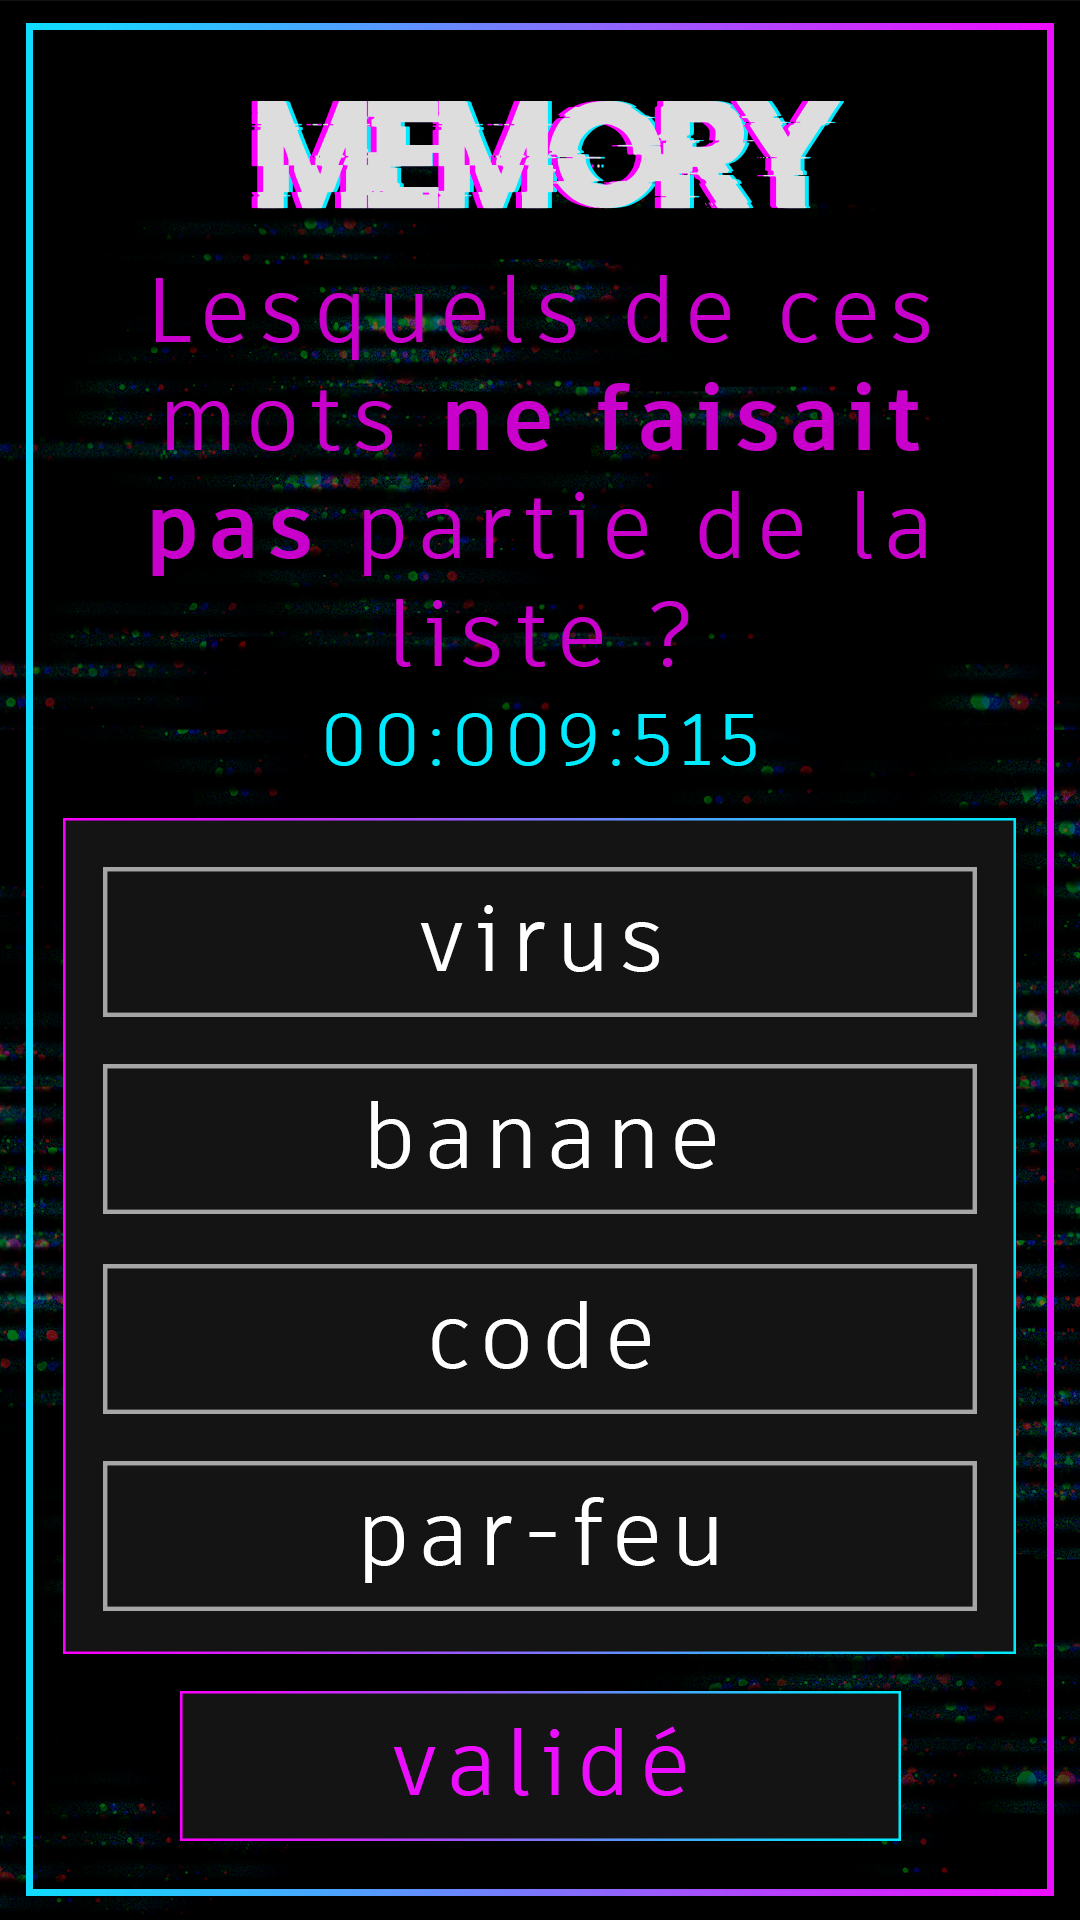 MEMORY
Lesquels de ces
mots ne faisait
pas partie de la
liste ?
00:009:515
virus
banane
code
par-feu
validé